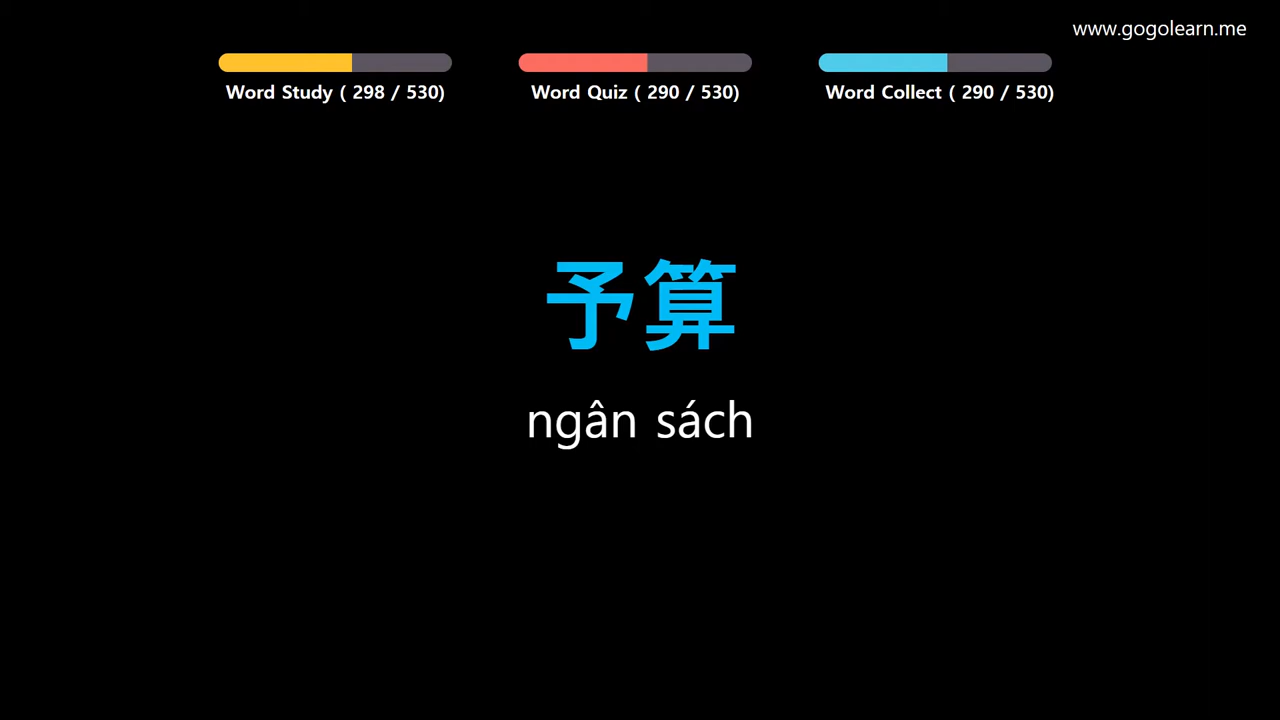 www.gogolearn.me
Word Study ( 298 / 530)
Word Quiz ( 290 / 530)
Word Collect ( 290 / 530)
予算
ngân sách